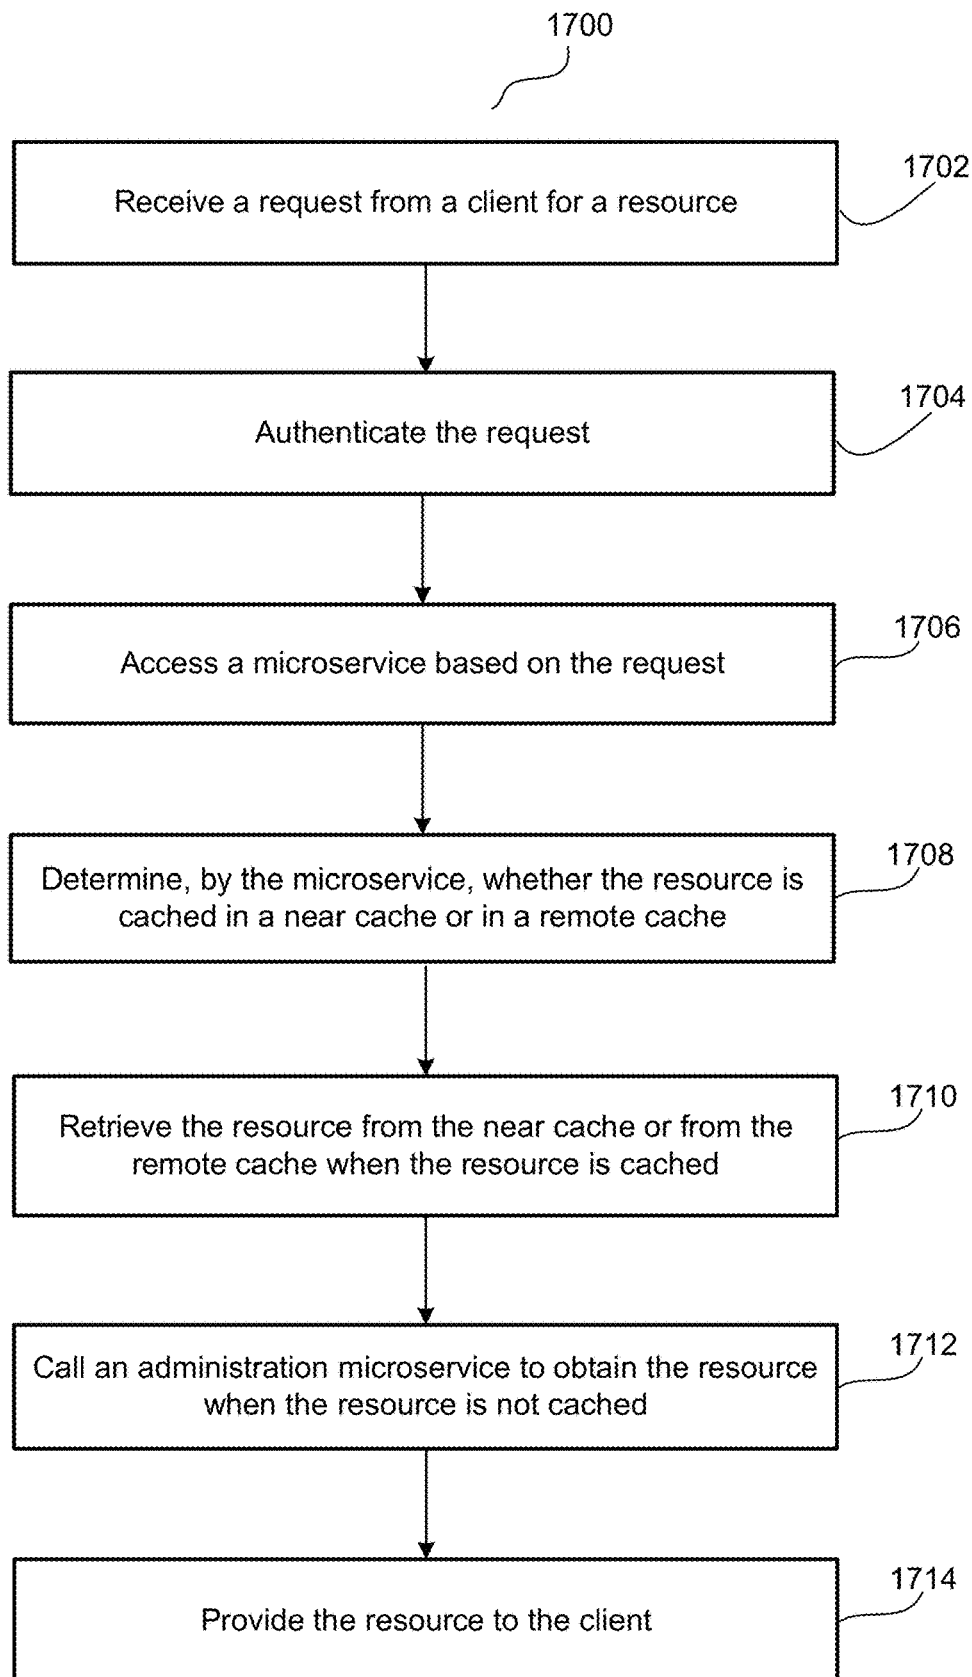 1700
Receive a request from a client for a resource
1702
Authenticate the request
1704
Access a microservice based on the request
1706
Determine, by the microservice, whether the resource is
cached in a near cache or in a remote cache
1708
Retrieve the resource from the near cache or from the
remote cache when the resource is cached
1710
Call an administration microservice to obtain the resource
when the resource is not cached
1712
Provide the resource to the client
1714